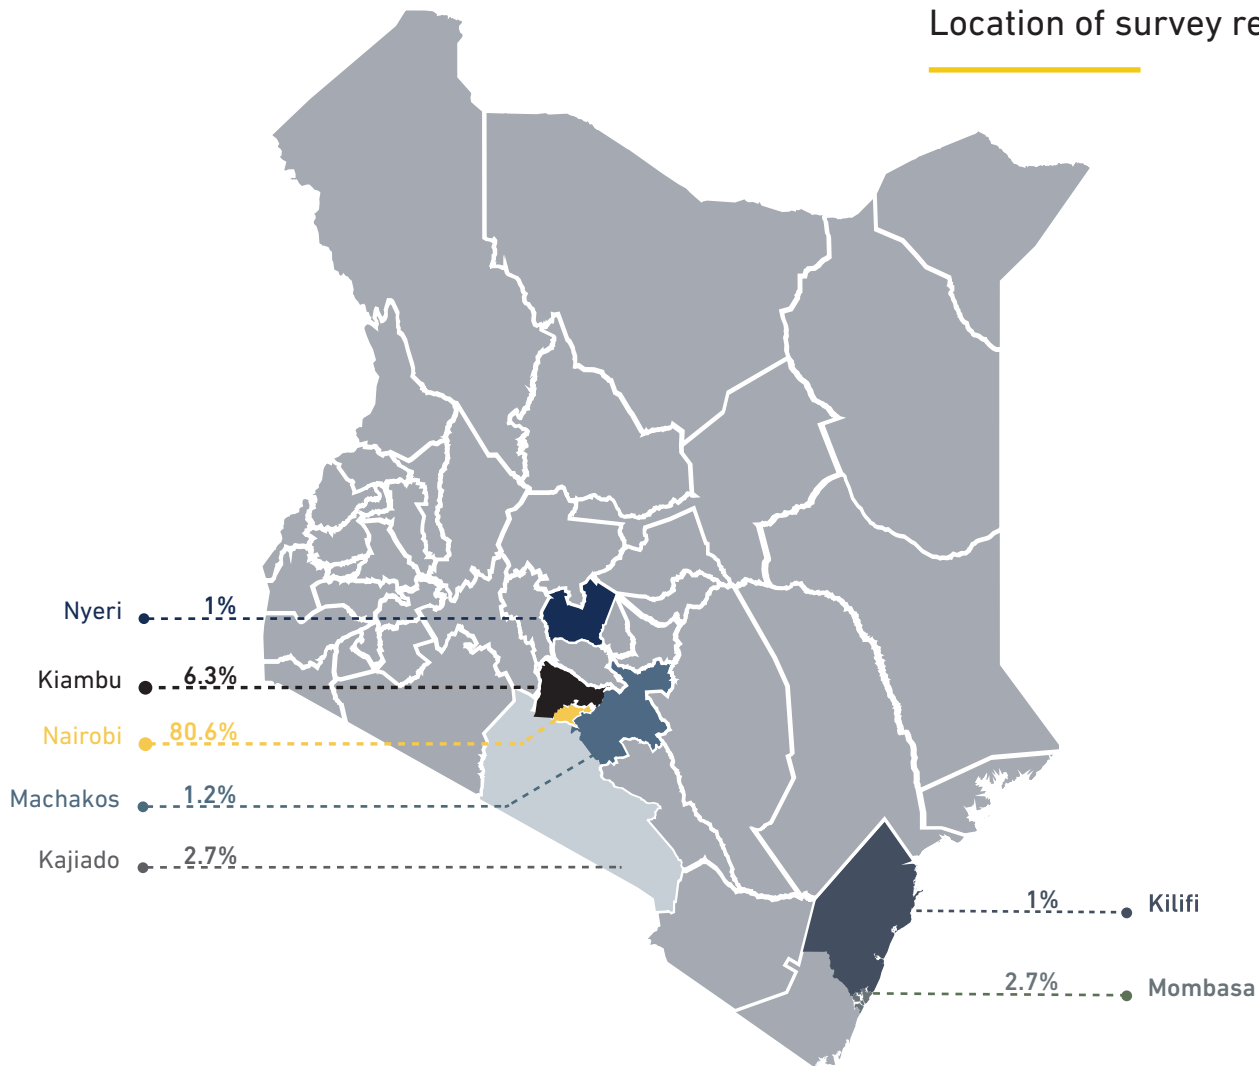 Location of survey
Nyeri 1%
Kiambu 6.3%
Nairobi 80.6%
Machakos 1.2%
Kajiado 2.7%
1% Kilifi
2.7% Mombasa